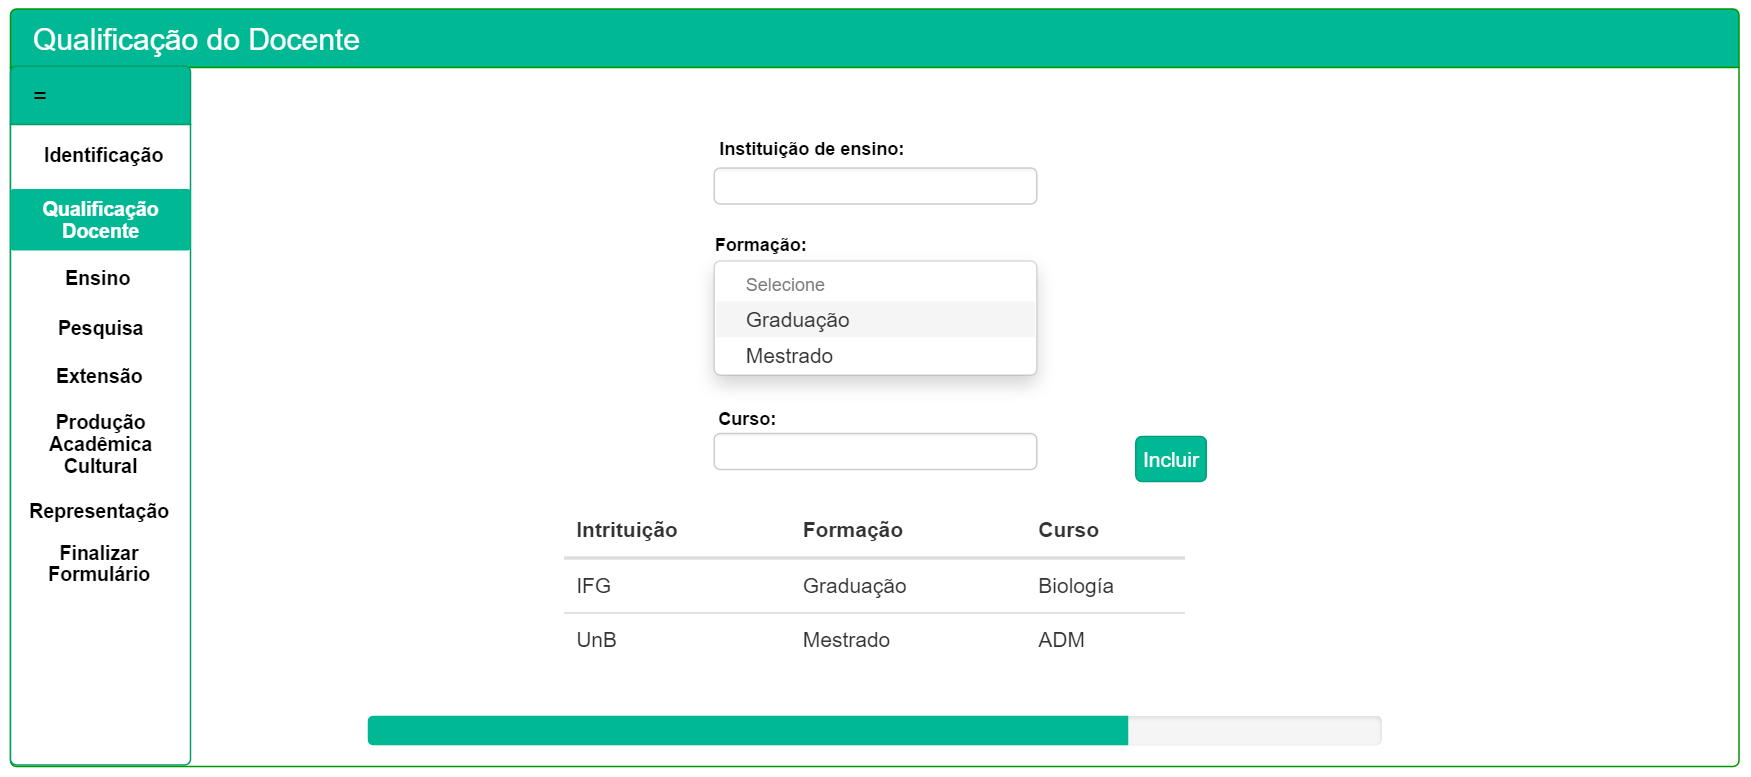 Qualificação do Docente
=
Identificação
Qualificação
Docente
Ensino
Pesquisa
Extensão
Produção
Acadêmica
Cultural
Representação
Finalizar
Formulário
Instituição de ensino:
Formação:
Selecione
Graduação
Mestrado
Curso:
Incluir
Intrituição Formação Curso
IFG Graduação Biología
UnB Mestrado ADM